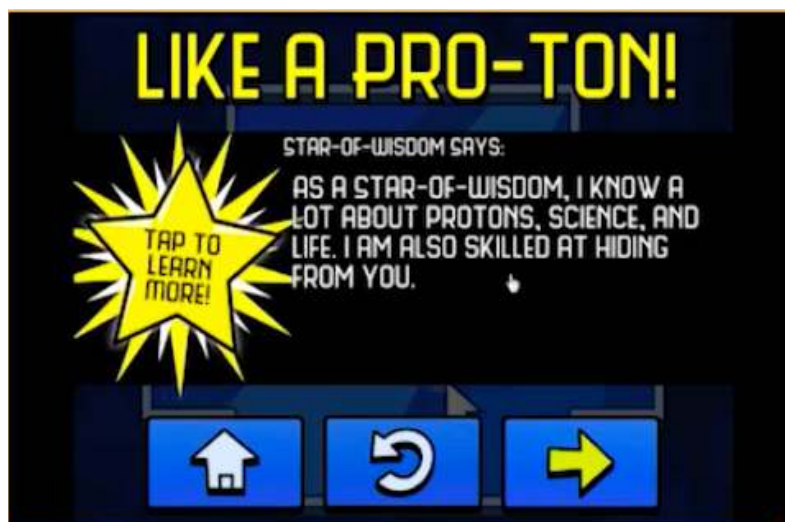 LIKE A PRO-TON!
STAR-OF-WISDOM SAYS:
AS A STAR-OF-WISDOM, I KNOW A
LOT ABOUT PROTONS, SCIENCE, AND
LIFE. I AM ALSO SKILLED AT HIDING
FROM YOU.
TAP TO
LEARN
MORE!